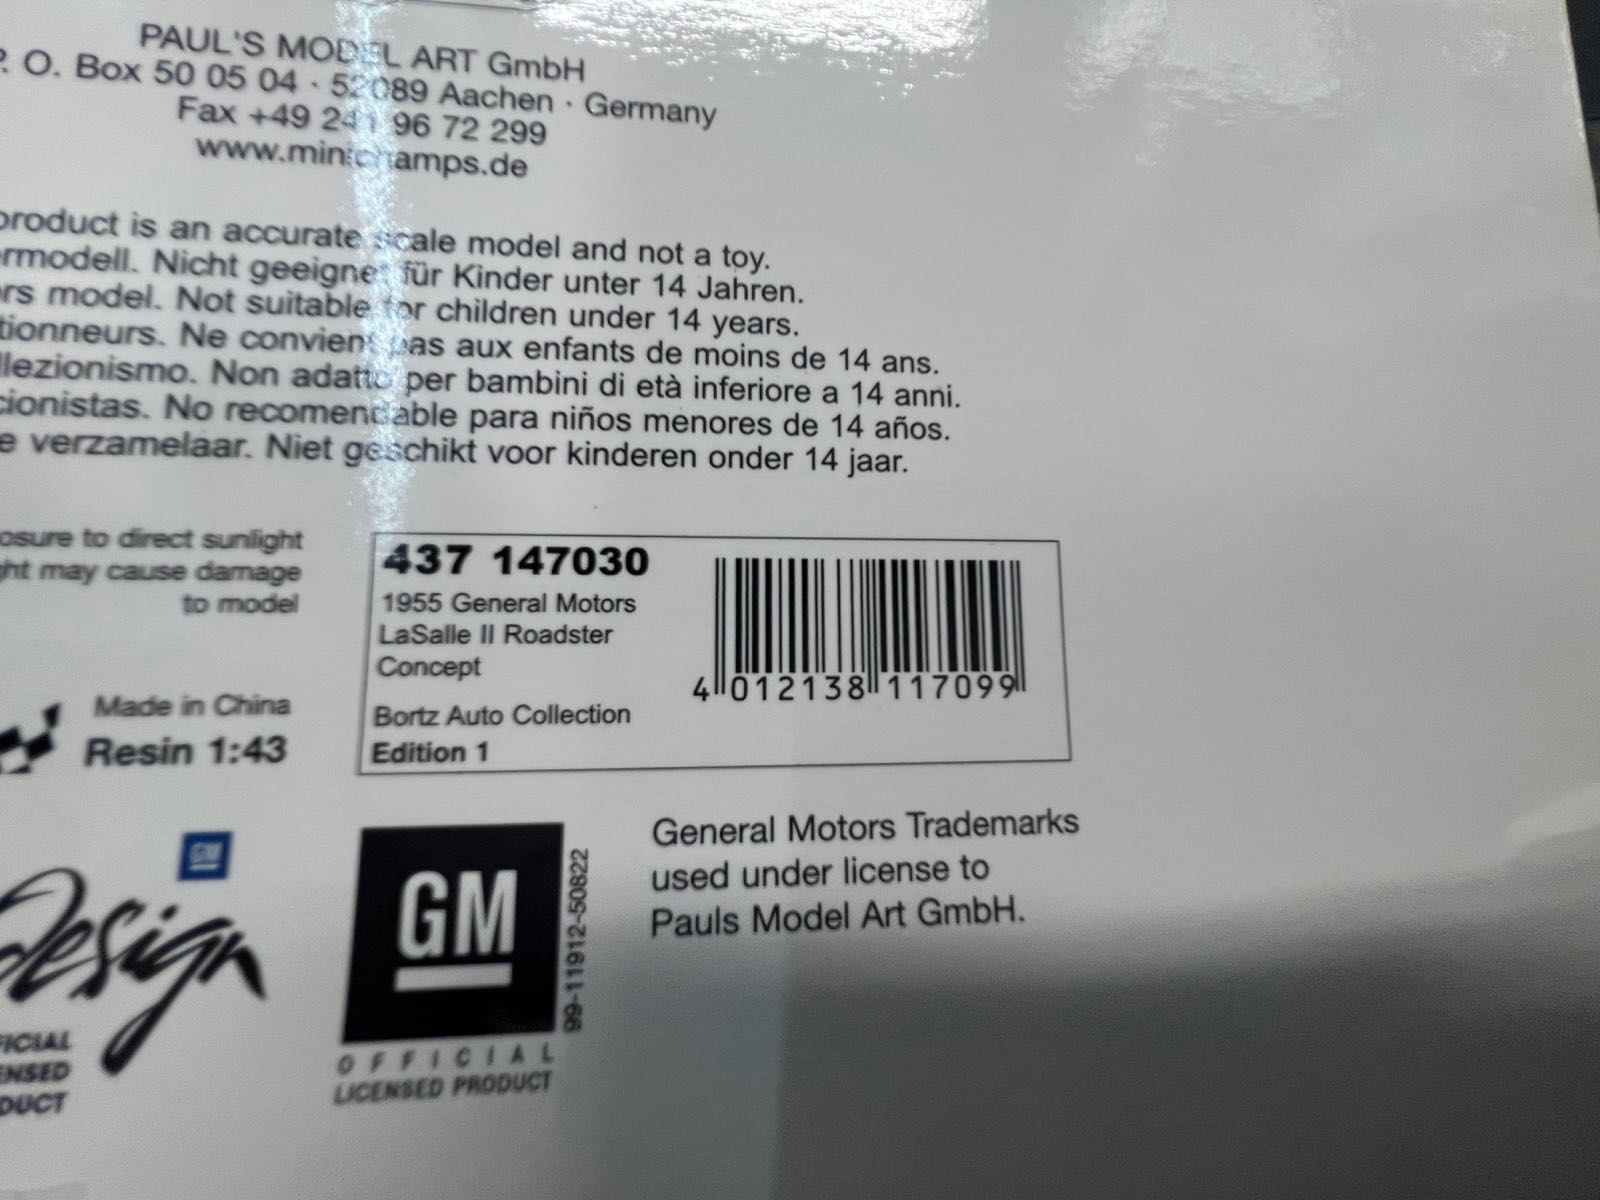 PAUL'S MODEL ART GmbH
P. O. Box 50 05 04 · 52089 Aachen · Germany
Fax +49 241 96 72 299
www.minichamps.de
product is an accurate scale model and not a toy.
rmodell. Nicht geeignet für Kinder unter 14 Jahren.
rs model. Not suitable for children under 14 years.
tionneurs. Ne convient pas aux enfants de moins de 14 ans.
llezionismo. Non adatto per bambini di età inferiore a 14 anni.
cionistas. No recomendable para niños menores de 14 años.
e verzamelaar. Niet geschikt voor kinderen onder 14 jaar.
osure to direct sunlight
ght may cause damage
to model
Made in China
Resin 1:43
437 147030
1955 General Motors
LaSalle II Roadster
Concept
Bortz Auto Collection
Edition 1
4 012138 117099
GM
Design
FICIAL
ENSED
DUCT
GM
99-11912-50822
OFFICIAL
LICENSED PRODUCT
General Motors Trademarks
used under license to
Pauls Model Art GmbH.